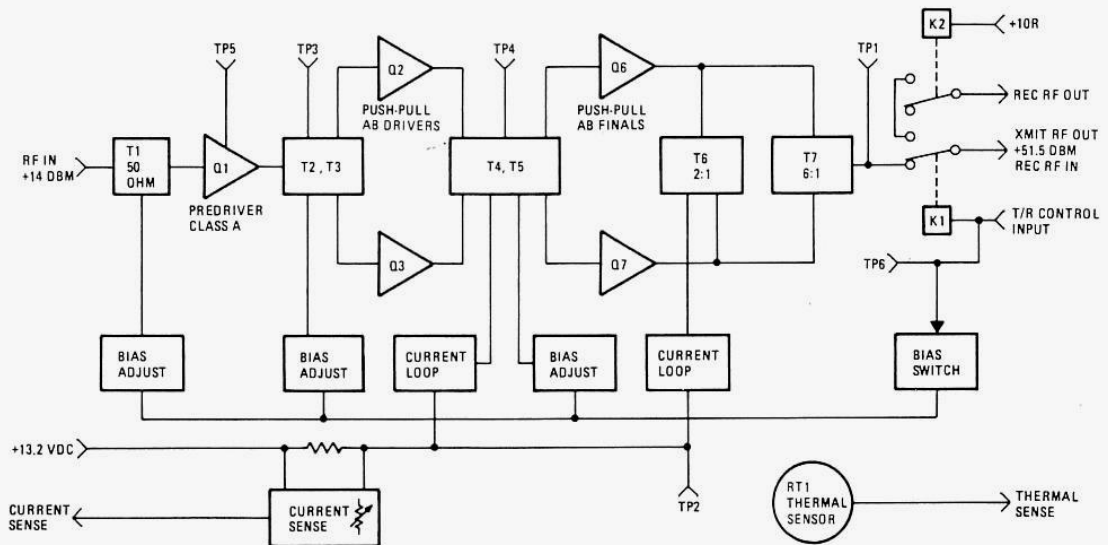 K2
+10R
TP5
TP3
TP4
TP1
Q2
Q6
PUSH-PULL
AB DRIVERS
PUSH-PULL
AB FINALS
REC RF OUT
RF IN
+14 DBM
T1
50
OHM
Q1
T2, T3
T4, T5
T6
2:1
T7
6:1
XMIT RF OUT
+51.5 DBM
REC RF IN
PREDRIVER
CLASS A
K1
T/R CONTROL
INPUT
Q3
Q7
TP6
BIAS
ADJUST
BIAS
ADJUST
CURRENT
LOOP
BIAS
ADJUST
CURRENT
LOOP
BIAS
SWITCH
+13.2 VDC
CURRENT
SENSE
CURRENT
SENSE
TP2
RT1
THERMAL
SENSOR
THERMAL
SENSE